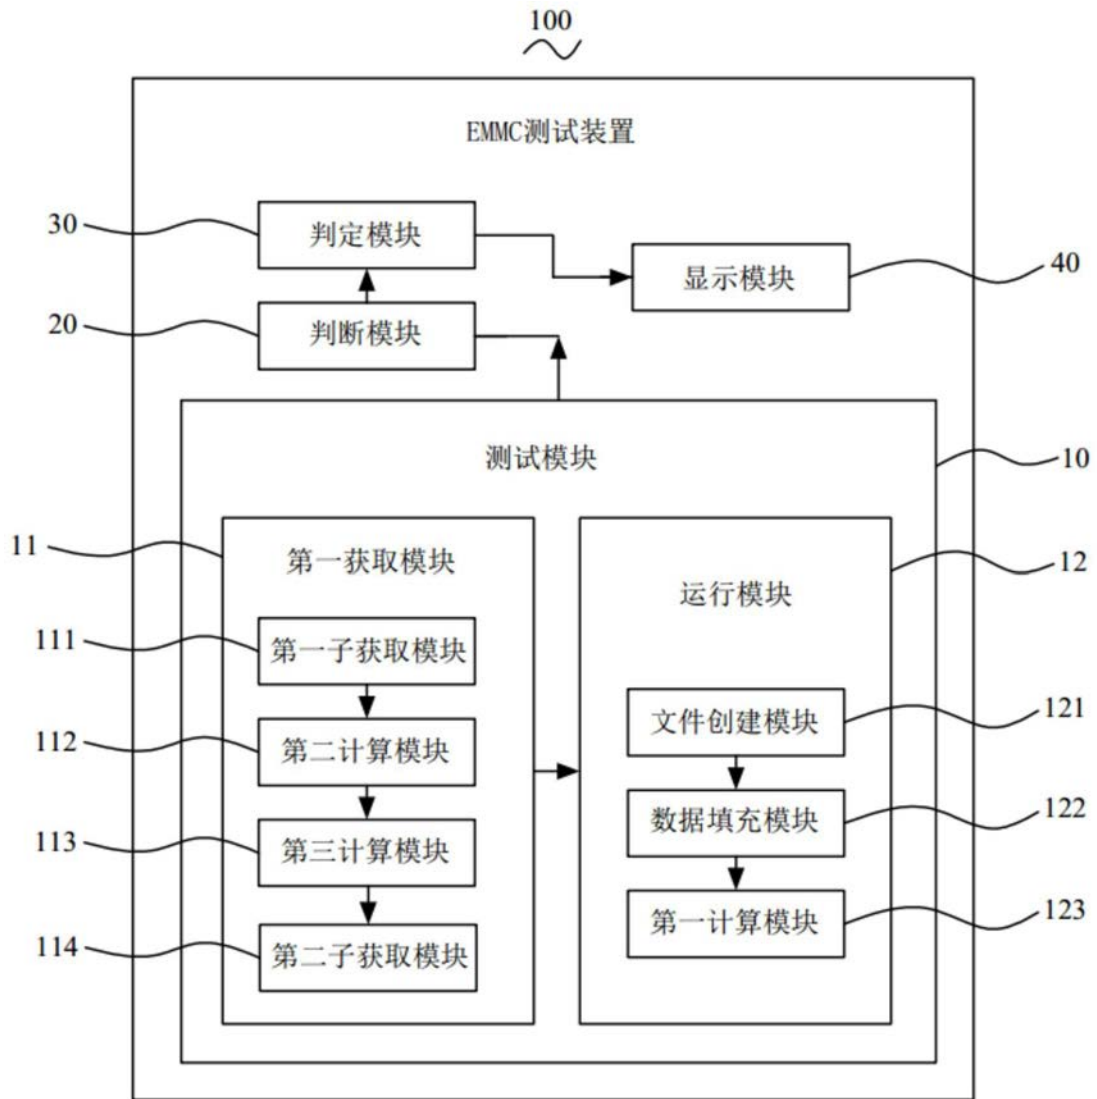 100
EMMC测试装置
30
判定模块
显示模块
40
20
判断模块
测试模块
10
11
第一获取模块
12
运行模块
111
第一子获取模块
112
第二计算模块
113
第三计算模块
114
第二子获取模块
文件创建模块
121
数据填充模块
122
第一计算模块
123